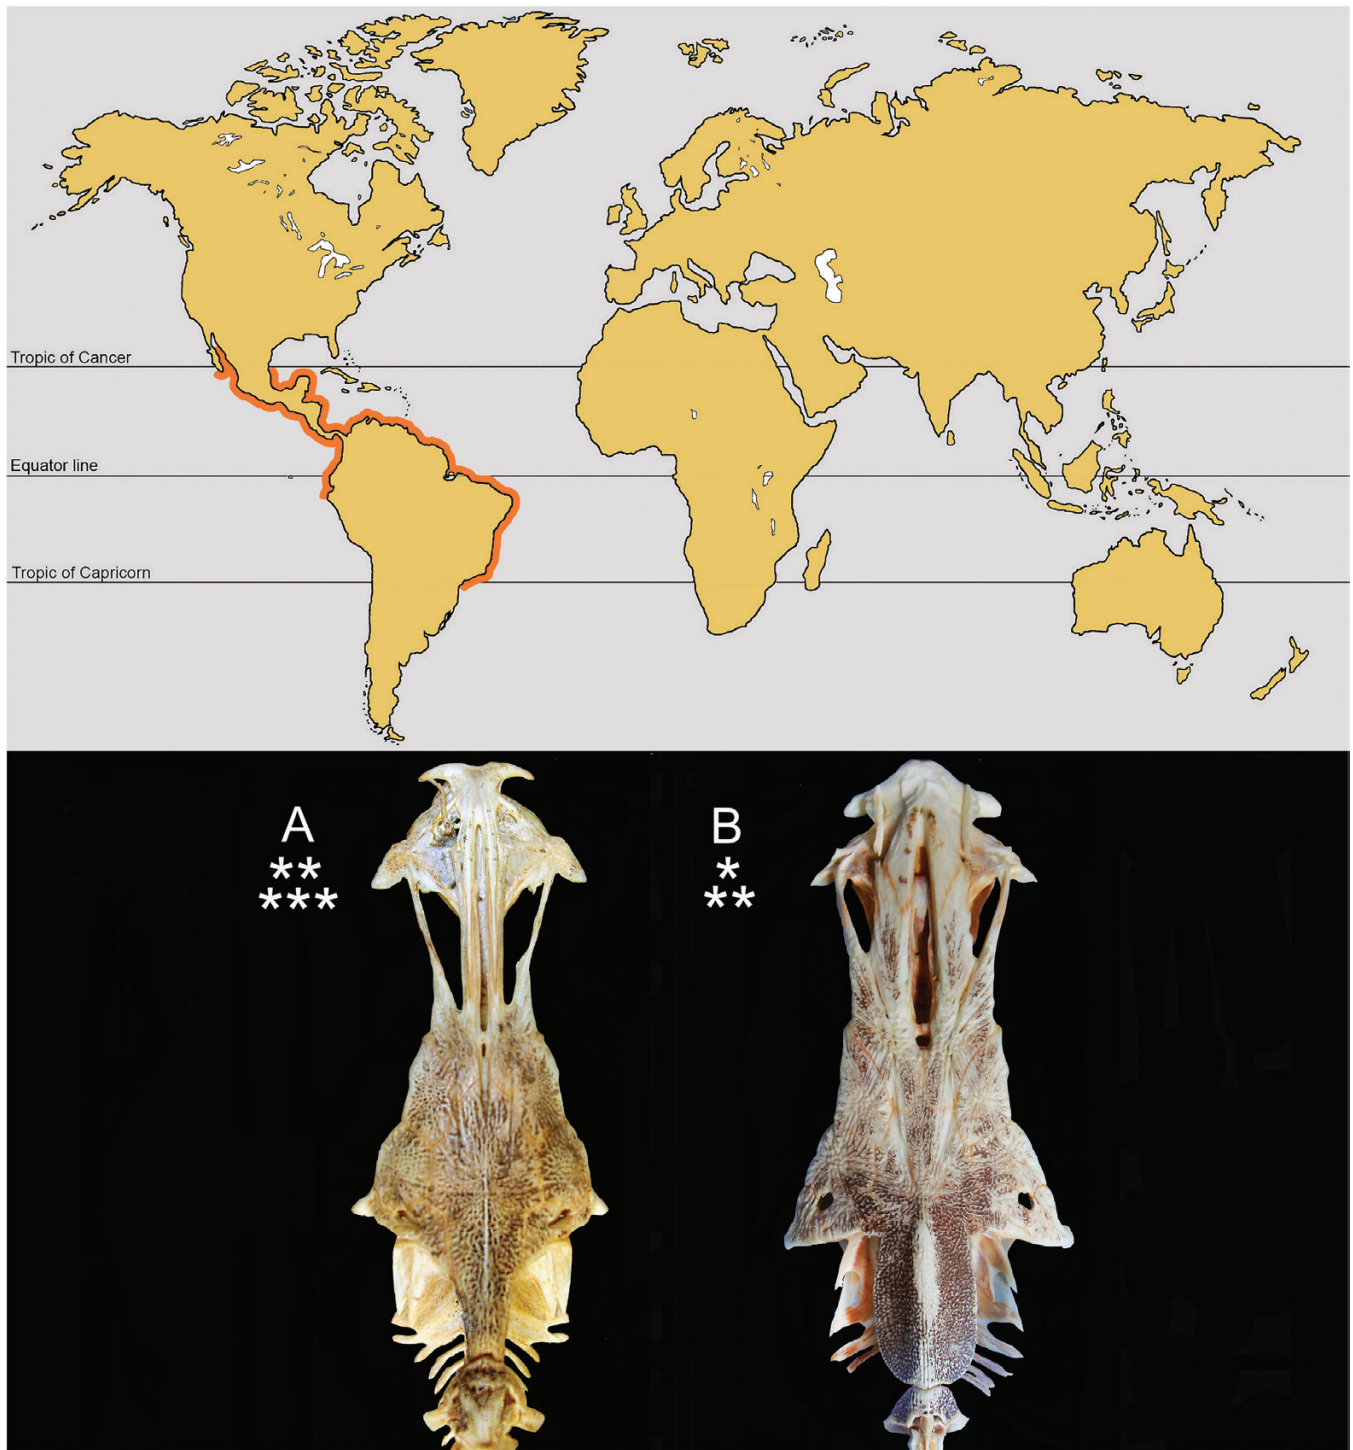 Tropic of Cancer
Equator line
Tropic of Capricorn
A
**
***
B
*
**